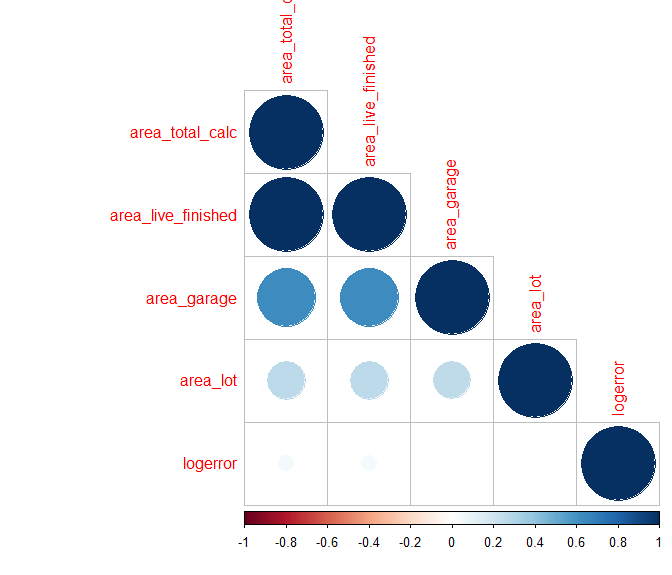 area_total_c
area_live_finished
area_garage
area_lot
logerror
area_total_calc
area_live_finished
area_garage
area_lot
logerror
-1 -0.8 -0.6 -0.4 -0.2 0 0.2 0.4 0.6 0.8 1